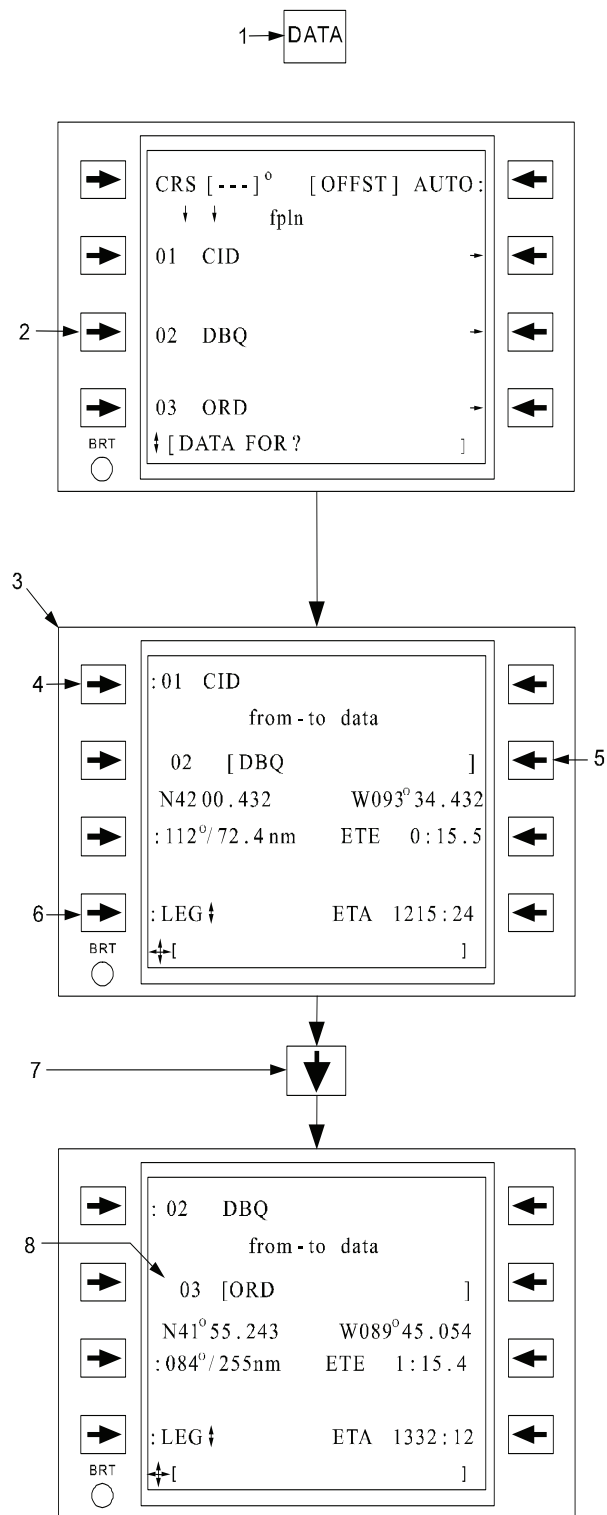 1 DATA
CRS [---]° [OFFST] AUTO:
↓ ↓ fpln
01 CID →
2
02 DBQ →
03 ORD →
BRT
↕[DATA FOR? ]
3
4
:01 CID
from-to data
02 [DBQ ]
5
N42 00.432 W093°34.432
:112°/72.4nm ETE 0:15.5
6
:LEG↕ ETA 1215:24
BRT
[ ]
7
: 02 DBQ
from-to data
8
03 [ORD ]
N41°55.243 W089°45.054
:084°/255nm ETE 1:15.4
:LEG↕ ETA 1332:12
BRT
[ ]